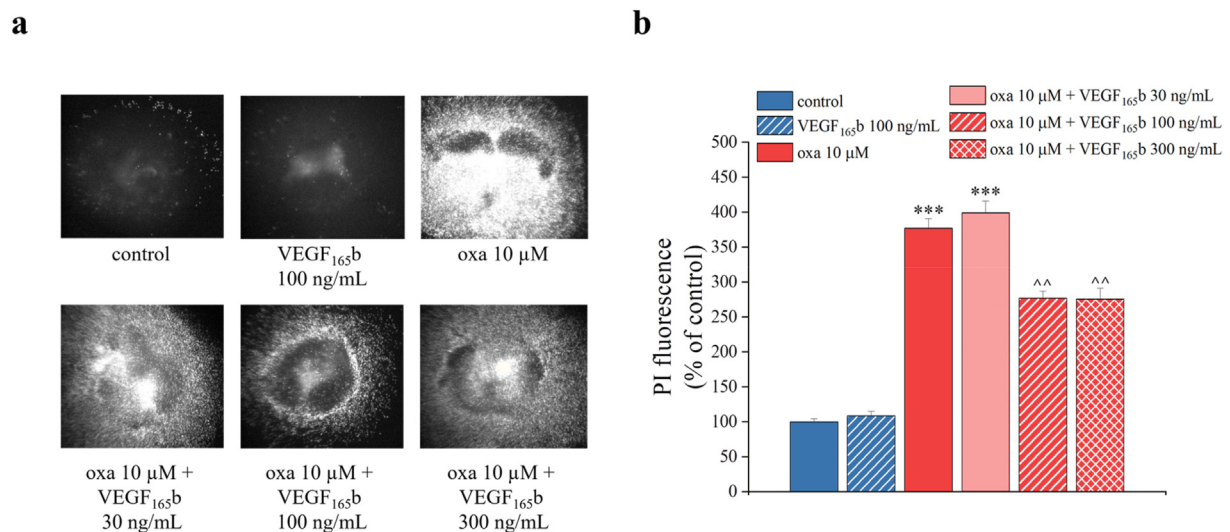 a
control
VEGF₁₆₅b
100 ng/mL
oxa 10 µM
oxa 10 µM +
VEGF₁₆₅b
30 ng/mL
oxa 10 µM +
VEGF₁₆₅b
100 ng/mL
oxa 10 µM +
VEGF₁₆₅b
300 ng/mL
b
control
VEGF₁₆₅b 100 ng/mL
oxa 10 µM
oxa 10 µM + VEGF₁₆₅b 30 ng/mL
oxa 10 µM + VEGF₁₆₅b 100 ng/mL
oxa 10 µM + VEGF₁₆₅b 300 ng/mL
PI fluorescence
(% of control)
500
450
400
350
300
250
200
150
100
50
0
***
***
^^
^^